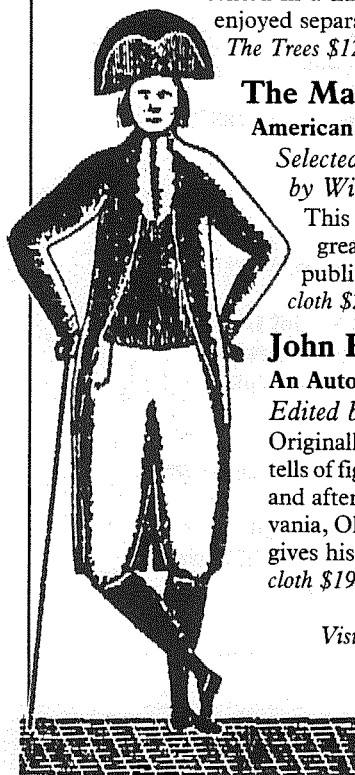 enjoyed separa
The Trees $12
The Ma
American
Selected
by Wi
This
grea
publi
cloth $
John
An Auto
Edited b
Originall
tells of fig
and after
vania, Ol
gives his
cloth $19
Visi